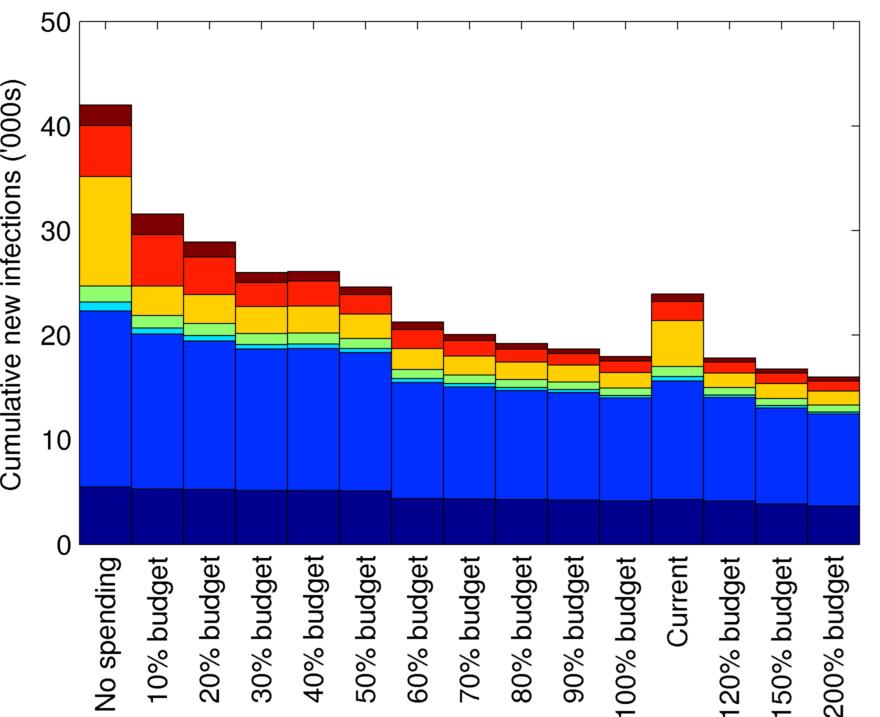 Cumulative new infections ('000s)
50
40
30
20
10
0
No spending
10% budget
20% budget
30% budget
40% budget
50% budget
60% budget
70% budget
80% budget
90% budget
100% budget
Current
120% budget
150% budget
200% budget